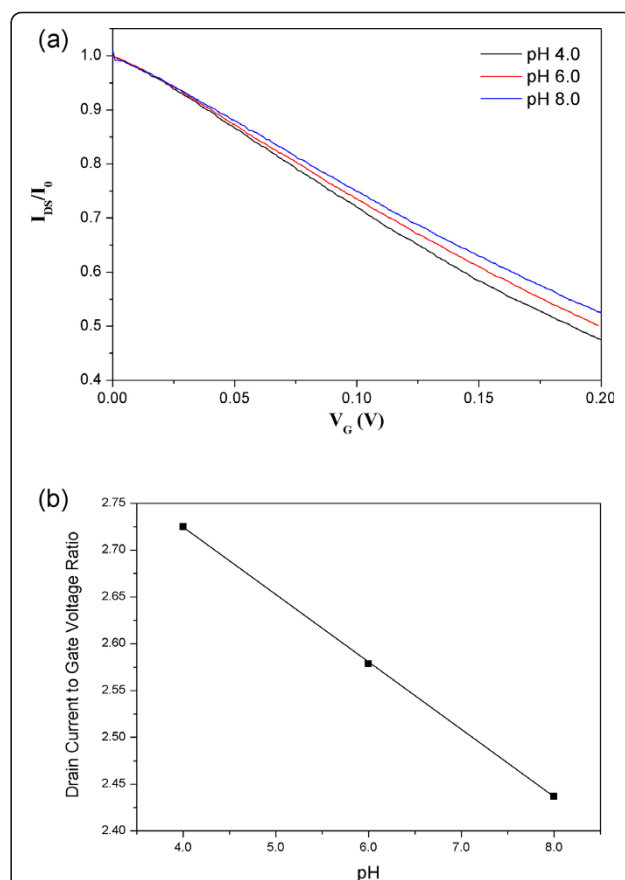 (a)
pH 4.0
pH 6.0
pH 8.0
1.0
0.9
0.8
0.7
0.6
0.5
0.4
I_DS/I_0
0.00 0.05 0.10 0.15 0.20
V_G (V)
(b)
2.75
2.70
2.65
2.60
2.55
2.50
2.45
2.40
Drain Current to Gate Voltage Ratio
4.0 5.0 6.0 7.0 8.0
pH